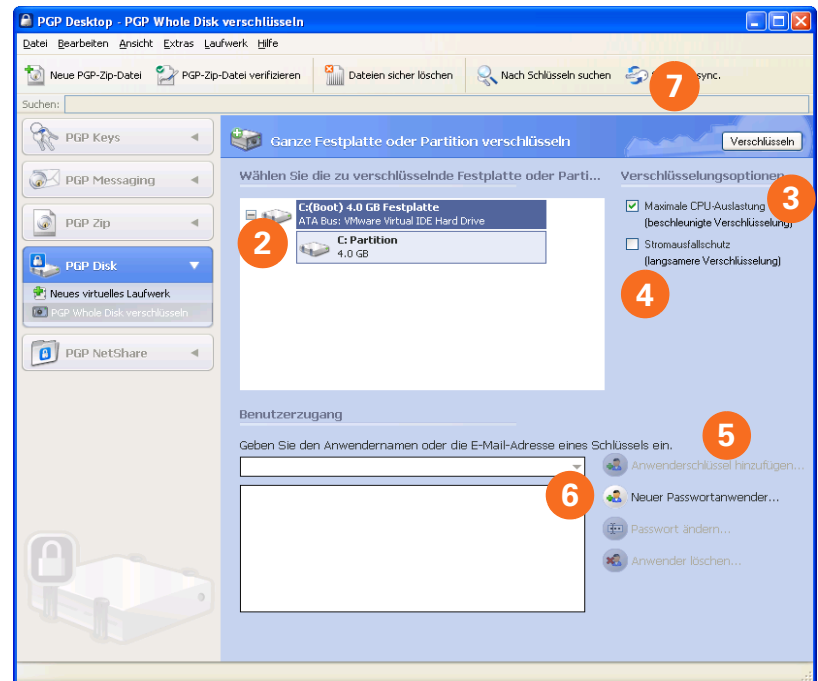 PGP Desktop - PGP Whole Disk verschlüsseln
Datei Bearbeiten Ansicht Extras Laufwerk Hilfe
Neue PGP-Zip-Datei PGP-Zip-Datei verifizieren Dateien sicher löschen Nach Schlüsseln suchen sync.
7
Suchen:
PGP Keys
Ganze Festplatte oder Partition verschlüsseln
Verschlüsseln
PGP Messaging
Wählen Sie die zu verschlüsselnde Festplatte oder Parti...
Verschlüsselungsoptionen
3
C:(Boot) 4.0 GB Festplatte
ATA Bus: VMware Virtual IDE Hard Drive
Maximale CPU-Auslastung
(beschleunigte Verschlüsselung)
PGP Zip
2
C: Partition
4.0 GB
Stromausfallschutz
(langsamere Verschlüsselung)
PGP Disk
4
Neues virtuelles Laufwerk
PGP Whole Disk verschlüsseln
PGP NetShare
Benutzerzugang
5
Geben Sie den Anwendernamen oder die E-Mail-Adresse eines Schlüssels ein.
Anwenderschlüssel hinzufügen...
6
Neuer Passwortanwender...
Passwort ändern...
Anwender löschen...